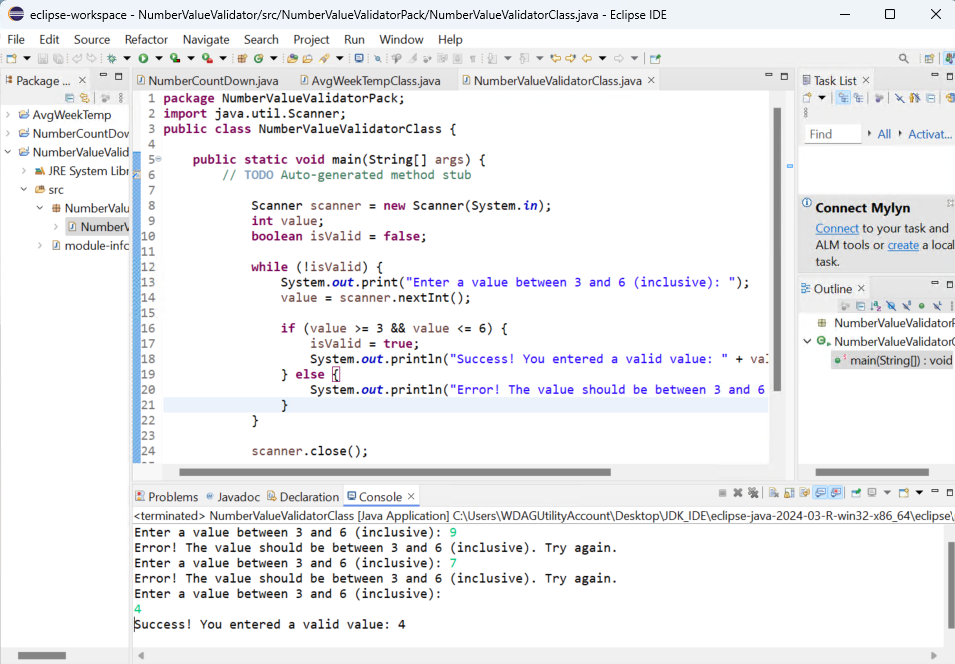 eclipse-workspace - NumberValueValidator/src/NumberValueValidatorPack/NumberValueValidatorClass.java - Eclipse IDE
File Edit Source Refactor Navigate Search Project Run Window Help
Package ...
AvgWeekTemp
NumberCountDov
NumberValueValid
JRE System Libr
src
NumberValu
NumberV
module-info
NumberCountDown.java AvgWeekTempClass.java NumberValueValidatorClass.java
1 package NumberValueValidatorPack;
2 import java.util.Scanner;
3 public class NumberValueValidatorClass {
4
5 public static void main(String[] args) {
6 // TODO Auto-generated method stub
7
8 Scanner scanner = new Scanner(System.in);
9 int value;
10 boolean isValid = false;
11
12 while (!isValid) {
13 System.out.print("Enter a value between 3 and 6 (inclusive): ");
14 value = scanner.nextInt();
15
16 if (value >= 3 && value <= 6) {
17 isValid = true;
18 System.out.println("Success! You entered a valid value: " + val
19 } else {
20 System.out.println("Error! The value should be between 3 and 6
21 }
22 }
23
24 scanner.close();
Task List
Find All Activat...
Connect Mylyn
Connect to your task and
ALM tools or create a local
task.
Outline
NumberValueValidatorP
NumberValueValidatorC
main(String[]) : void
Problems Javadoc Declaration Console
<terminated> NumberValueValidatorClass [Java Application] C:\Users\WDAGUtilityAccount\Desktop\JDK_IDE\eclipse-java-2024-03-R-win32-x86_64\eclipse\
Enter a value between 3 and 6 (inclusive): 9
Error! The value should be between 3 and 6 (inclusive). Try again.
Enter a value between 3 and 6 (inclusive): 7
Error! The value should be between 3 and 6 (inclusive). Try again.
Enter a value between 3 and 6 (inclusive):
4
Success! You entered a valid value: 4